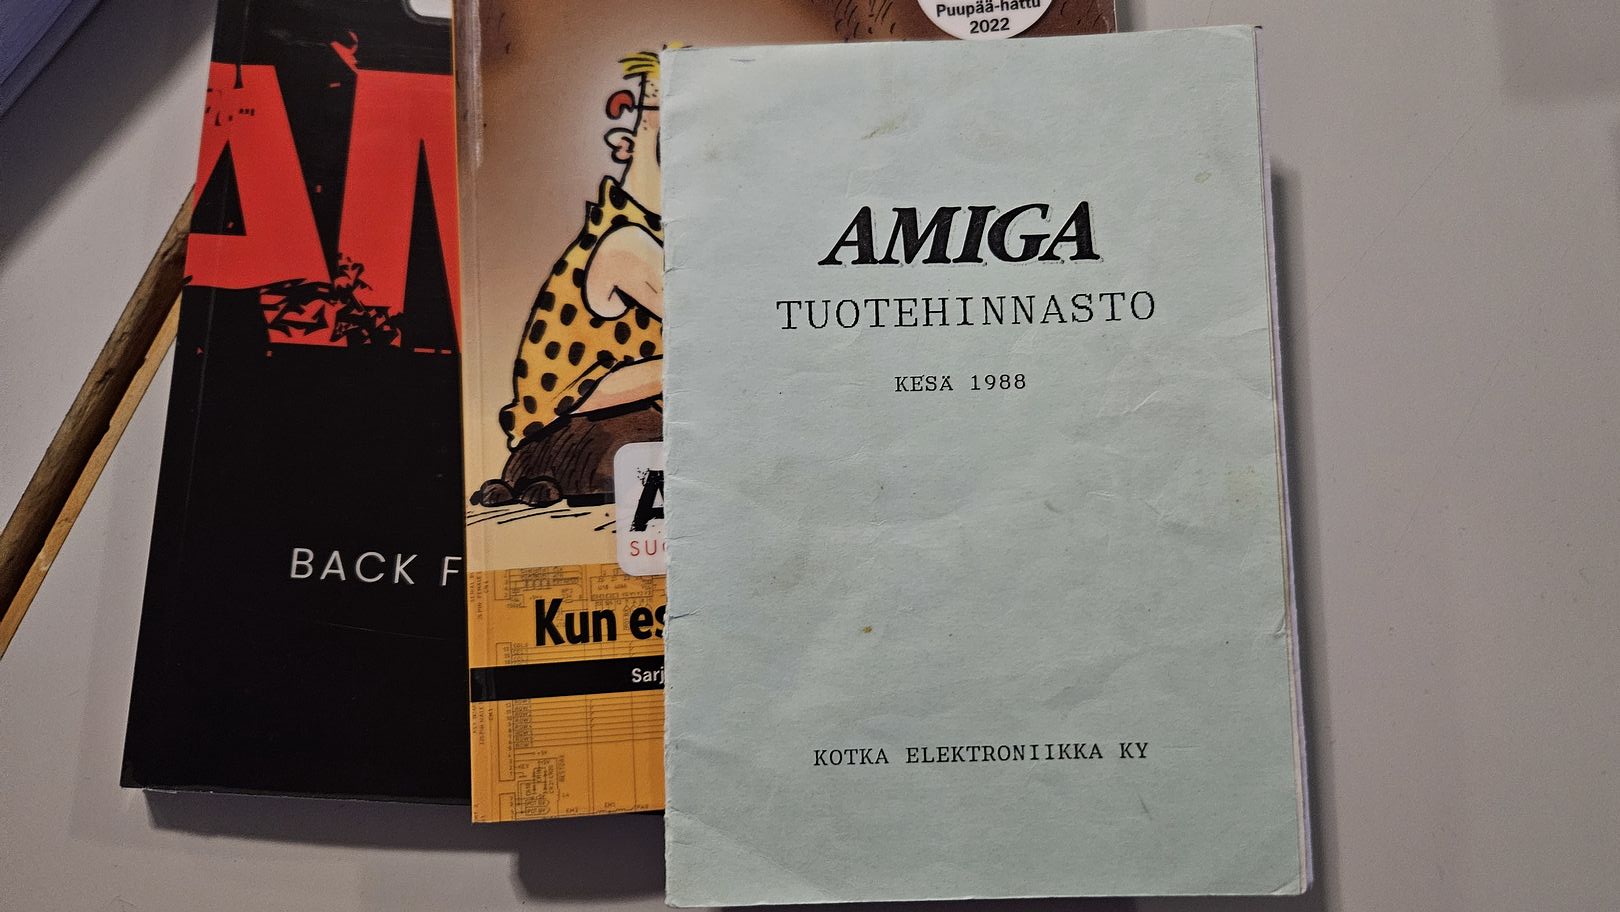 Puupää-hattu
2022
AMIGA
TUOTEHINNASTO
KESÄ 1988
KOTKA ELEKTRONIIKKA KY
BACK F
Kun es
Sarj